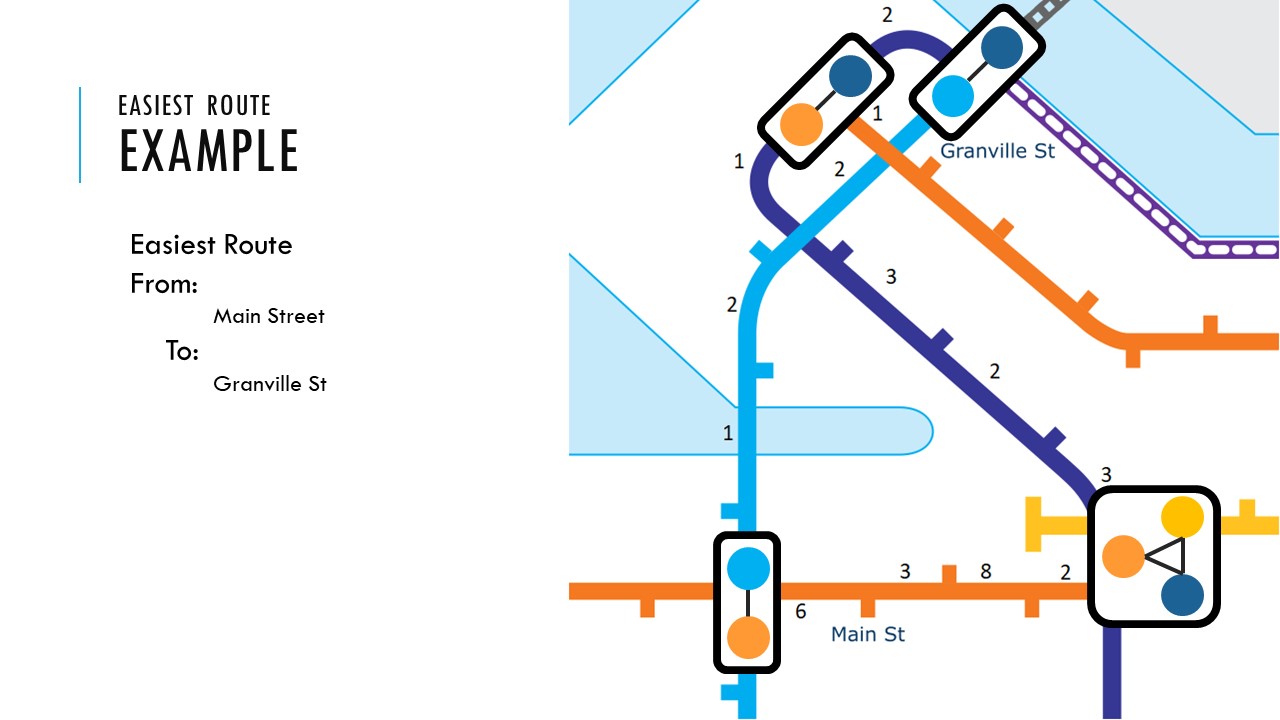 EASIEST ROUTE
EXAMPLE
Easiest Route
From:
Main Street
To:
Granville St
2
1
Granville St
1
2
3
2
2
1
3
3
8
2
6
Main St